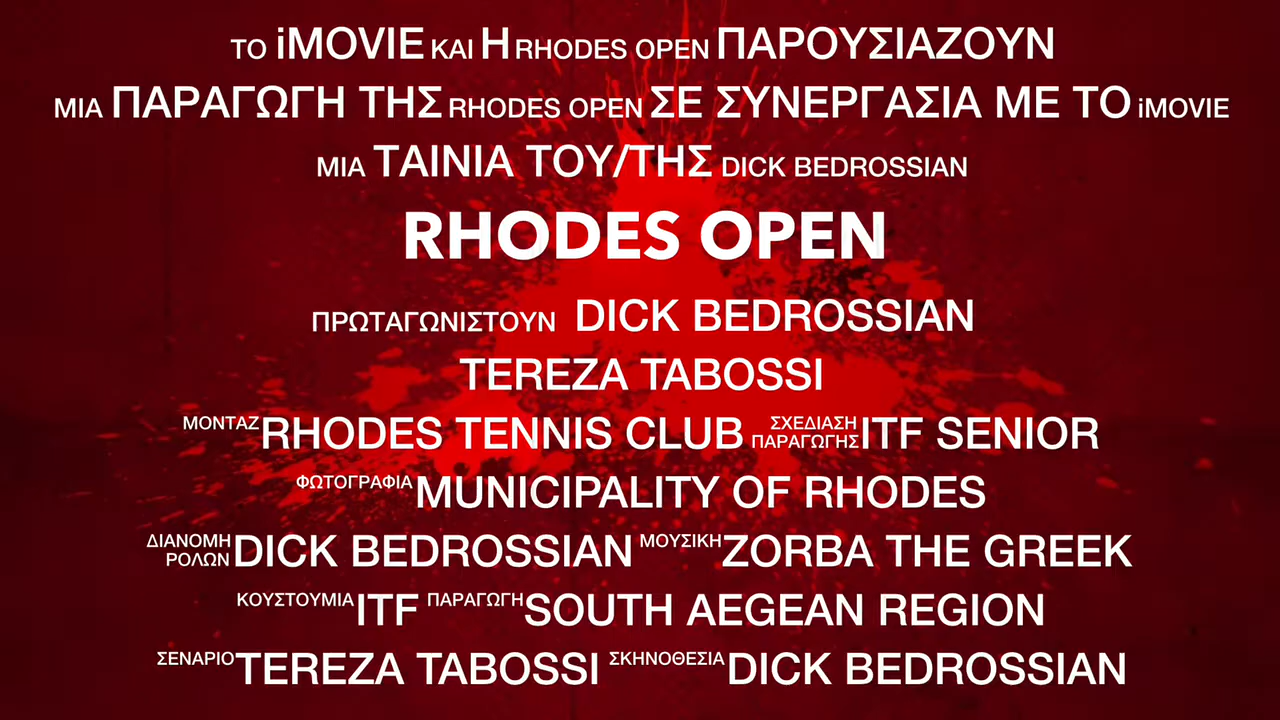 ΤΟ iMOVIE ΚΑΙ Η RHODES OPEN ΠΑΡΟΥΣΙΑΖΟΥΝ
ΜΙΑ ΠΑΡΑΓΩΓΗ ΤΗΣ RHODES OPEN ΣΕ ΣΥΝΕΡΓΑΣΙΑ ΜΕ ΤΟ iMOVIE
ΜΙΑ ΤΑΙΝΙΑ ΤΟΥ/ΤΗΣ DICK BEDROSSIAN
RHODES OPEN
ΠΡΩΤΑΓΩΝΙΣΤΟΥΝ DICK BEDROSSIAN
TEREZA TABOSSI
ΜΟΝΤΑΖ RHODES TENNIS CLUB ΣΧΕΔΙΑΣΗ ΠΑΡΑΓΩΓΗΣ ITF SENIOR
ΦΩΤΟΓΡΑΦΙΑ MUNICIPALITY OF RHODES
ΔΙΑΝΟΜΗ ΡΟΛΩΝ DICK BEDROSSIAN ΜΟΥΣΙΚΗ ZORBA THE GREEK
ΚΟΥΣΤΟΥΜΙΑ ITF ΠΑΡΑΓΩΓΗ SOUTH AEGEAN REGION
ΣΕΝΑΡΙΟ TEREZA TABOSSI ΣΚΗΝΟΘΕΣΙΑ DICK BEDROSSIAN